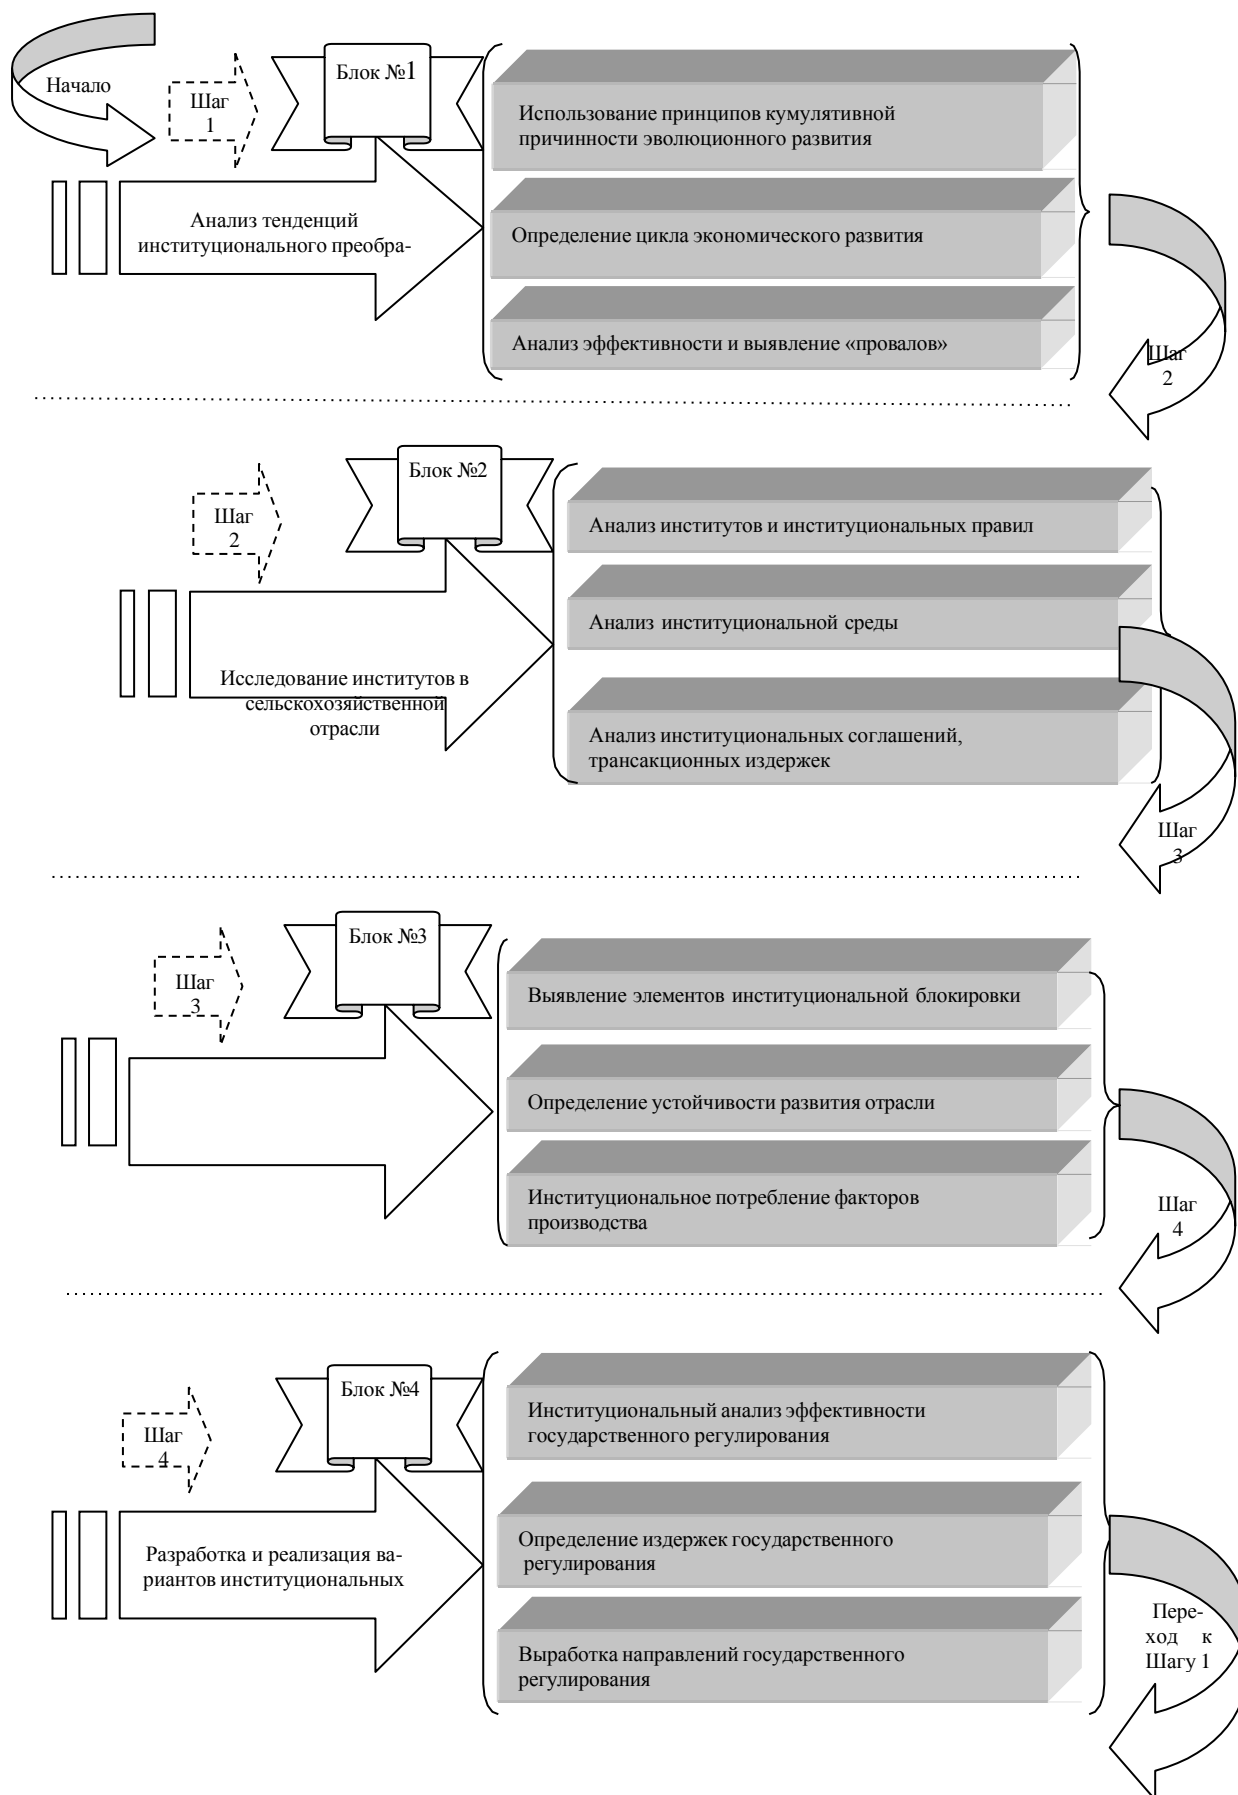 Начало
Шаг
1
Блок №1
Использование принципов кумулятивной
причинности эволюционного развития
Анализ тенденций
институционального преобра-
Определение цикла экономического развития
Анализ эффективности и выявление «провалов»
Шаг
2
Шаг
2
Блок №2
Анализ институтов и институциональных правил
Анализ институциональной среды
Исследование институтов в
сельскохозяйственной
отрасли
Анализ институциональных соглашений,
трансакционных издержек
Шаг
3
Шаг
3
Блок №3
Выявление элементов институциональной блокировки
Определение устойчивости развития отрасли
Институциональное потребление факторов
производства
Шаг
4
Шаг
4
Блок №4
Институциональный анализ эффективности
государственного регулирования
Разработка и реализация ва-
риантов институциональных
Определение издержек государственного
регулирования
Выработка направлений государственного
регулирования
Пере-
ход к
Шагу 1